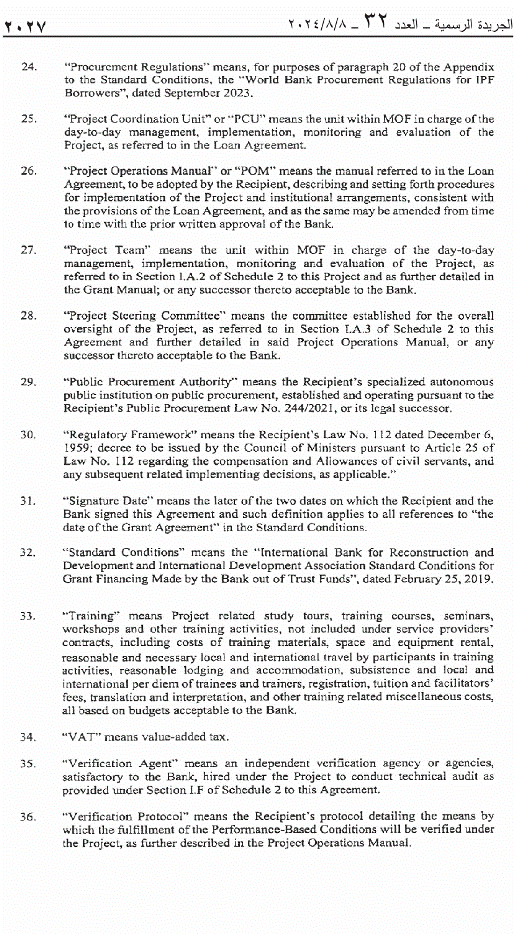 الجريدة الرسمية – العدد ٣٢ – ٢٠٢٤/٨/٨
٢٠٢٧
24. “Procurement Regulations” means, for purposes of paragraph 20 of the Appendix
to the Standard Conditions, the “World Bank Procurement Regulations for IPF
Borrowers”, dated September 2023.
25. “Project Coordination Unit” or “PCU” means the unit within MOF in charge of the
day-to-day management, implementation, monitoring and evaluation of the
Project, as referred to in the Loan Agreement.
26. “Project Operations Manual” or “POM” means the manual referred to in the Loan
Agreement, to be adopted by the Recipient, describing and setting forth procedures
for implementation of the Project and institutional arrangements, consistent with
the provisions of the Loan Agreement, and as the same may be amended from time
to time with the prior written approval of the Bank.
27. “Project Team” means the unit within MOF in charge of the day-to-day
management, implementation, monitoring and evaluation of the Project, as
referred to in Section I.A.2 of Schedule 2 to this Project and as further detailed in
the Grant Manual; or any successor thereto acceptable to the Bank.
28. “Project Steering Committee” means the committee established for the overall
oversight of the Project, as referred to in Section I.A.3 of Schedule 2 to this
Agreement and further detailed in said Project Operations Manual, or any
successor thereto acceptable to the Bank.
29. “Public Procurement Authority” means the Recipient’s specialized autonomous
public institution on public procurement, established and operating pursuant to the
Recipient’s Public Procurement Law No. 244/2021, or its legal successor.
30. “Regulatory Framework” means the Recipient’s Law No. 112 dated December 6,
1959; decree to be issued by the Council of Ministers pursuant to Article 25 of
Law No. 112 regarding the compensation and Allowances of civil servants, and
any subsequent related implementing decisions, as applicable.”
31. “Signature Date” means the later of the two dates on which the Recipient and the
Bank signed this Agreement and such definition applies to all references to “the
date of the Grant Agreement” in the Standard Conditions.
32. “Standard Conditions” means the “International Bank for Reconstruction and
Development and International Development Association Standard Conditions for
Grant Financing Made by the Bank out of Trust Funds”, dated February 25, 2019.
33. “Training” means Project related study tours, training courses, seminars,
workshops and other training activities, not included under service providers’
contracts, including costs of training materials, space and equipment rental,
reasonable and necessary local and international travel by participants in training
activities, reasonable lodging and accommodation, subsistence and local and
international per diem of trainees and trainers, registration, tuition and facilitators’
fees, translation and interpretation, and other training related miscellaneous costs,
all based on budgets acceptable to the Bank.
34. “VAT” means value-added tax.
35. “Verification Agent” means an independent verification agency or agencies,
satisfactory to the Bank, hired under the Project to conduct technical audit as
provided under Section I.F of Schedule 2 to this Agreement.
36. “Verification Protocol” means the Recipient’s protocol detailing the means by
which the fulfillment of the Performance-Based Conditions will be verified under
the Project, as further described in the Project Operations Manual.